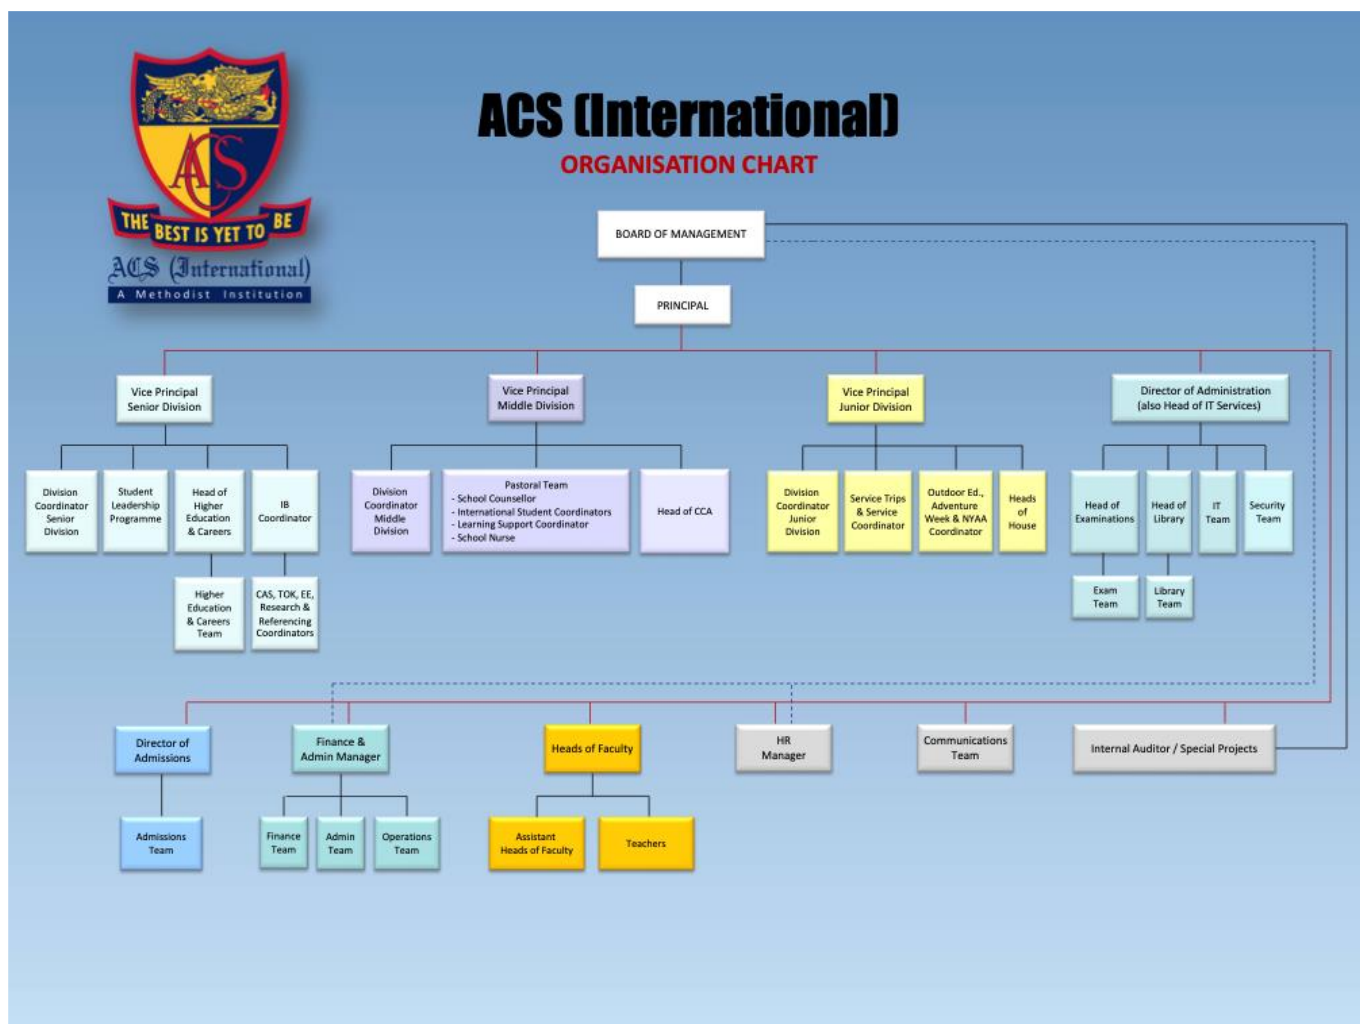 ACS
THE BEST IS YET TO BE
ACS (International)
A Methodist Institution
ACS (International)
ORGANISATION CHART
BOARD OF MANAGEMENT
PRINCIPAL
Vice Principal
Senior Division
Vice Principal
Middle Division
Vice Principal
Junior Division
Director of Administration
(also Head of IT Services)
Division
Coordinator
Senior
Division
Student
Leadership
Programme
Head of
Higher
Education
& Careers
IB
Coordinator
Division
Coordinator
Middle
Division
Pastoral Team
- School Counsellor
- International Student Coordinators
- Learning Support Coordinator
- School Nurse
Head of CCA
Division
Coordinator
Junior
Division
Service Trips
& Service
Coordinator
Outdoor Ed.,
Adventure
Week & NYAA
Coordinator
Heads
of
House
Head of
Examinations
Head of
Library
IT
Team
Security
Team
Higher
Education
& Careers
Team
CAS, TOK, EE,
Research &
Referencing
Coordinators
Exam
Team
Library
Team
Director of
Admissions
Finance &
Admin Manager
Heads of Faculty
HR
Manager
Communications
Team
Internal Auditor / Special Projects
Admissions
Team
Finance
Team
Admin
Team
Operations
Team
Assistant
Heads of Faculty
Teachers